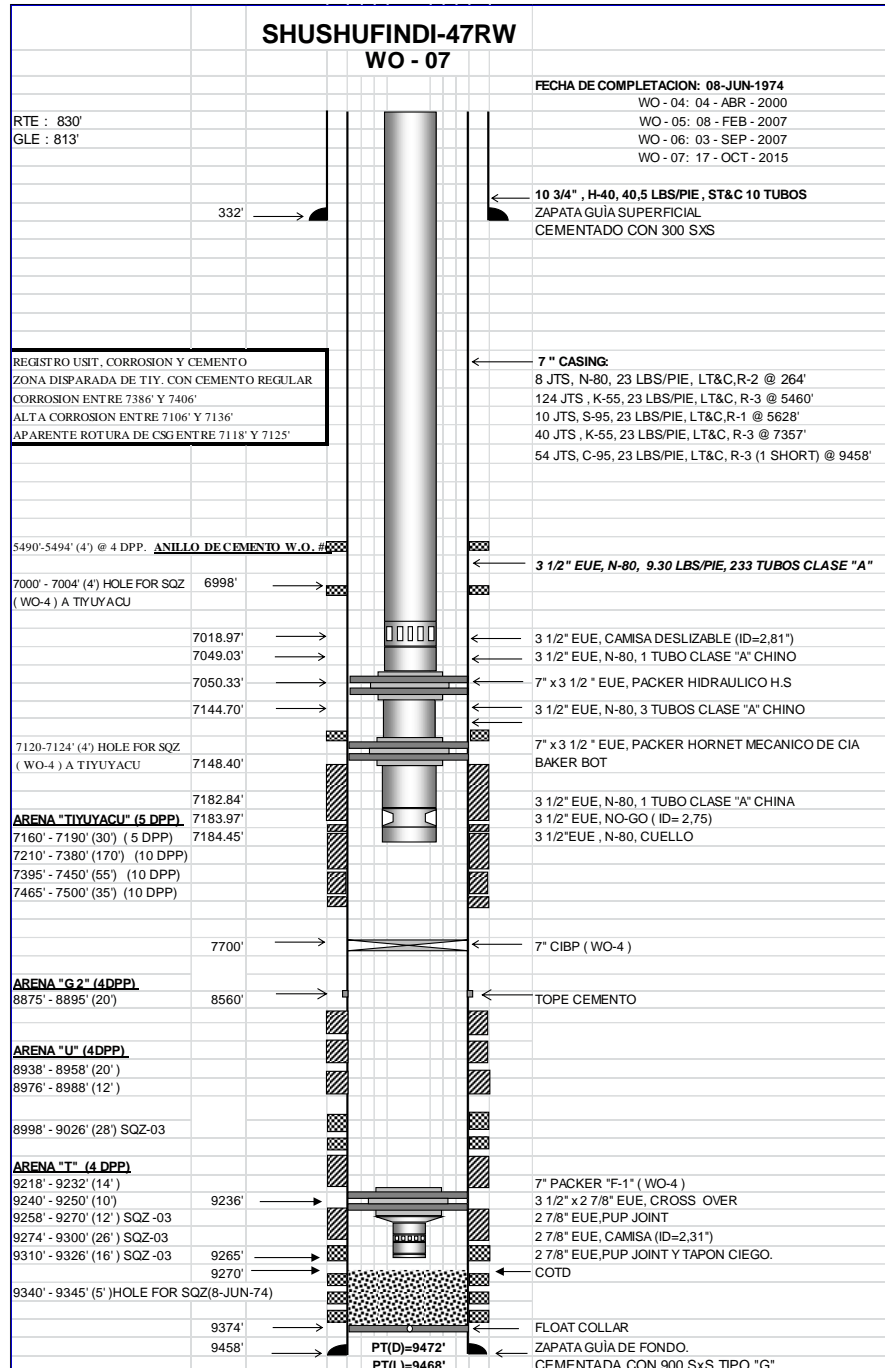 SHUSHUFINDI-47RW
WO - 07
FECHA DE COMPLETACION: 08-JUN-1974
WO - 04: 04 - ABR - 2000
RTE : 830' WO - 05: 08 - FEB - 2007
GLE : 813' WO - 06: 03 - SEP - 2007
WO - 07: 17 - OCT - 2015
10 3/4" , H-40, 40,5 LBS/PIE , ST&C 10 TUBOS
332' ZAPATA GUÌA SUPERFICIAL
CEMENTADO CON 300 SXS
REGISTRO USIT, CORROSION Y CEMENTO 7 " CASING:
ZONA DISPARADA DE TIY. CON CEMENTO REGULAR 8 JTS, N-80, 23 LBS/PIE, LT&C,R-2 @ 264'
CORROSION ENTRE 7386' Y 7406' 124 JTS , K-55, 23 LBS/PIE, LT&C, R-3 @ 5460'
ALTA CORROSION ENTRE 7106' Y 7136' 10 JTS, S-95, 23 LBS/PIE, LT&C,R-1 @ 5628'
APARENTE ROTURA DE CSG ENTRE 7118' Y 7125' 40 JTS , K-55, 23 LBS/PIE, LT&C, R-3 @ 7357'
54 JTS, C-95, 23 LBS/PIE, LT&C, R-3 (1 SHORT) @ 9458'
5490'-5494' (4') @ 4 DPP. ANILLO DE CEMENTO W.O. #
3 1/2" EUE, N-80, 9.30 LBS/PIE, 233 TUBOS CLASE "A"
7000' - 7004' (4') HOLE FOR SQZ 6998'
( WO-4 ) A TIYUYACU
7018.97' 3 1/2" EUE, CAMISA DESLIZABLE (ID=2,81")
7049.03' 3 1/2" EUE, N-80, 1 TUBO CLASE "A" CHINO
7050.33' 7" x 3 1/2 " EUE, PACKER HIDRAULICO H.S
7144.70' 3 1/2" EUE, N-80, 3 TUBOS CLASE "A" CHINO
7120-7124' (4') HOLE FOR SQZ 7" x 3 1/2 " EUE, PACKER HORNET MECANICO DE CIA
( WO-4 ) A TIYUYACU 7148.40' BAKER BOT
7182.84' 3 1/2" EUE, N-80, 1 TUBO CLASE "A" CHINA
ARENA "TIYUYACU" (5 DPP) 7183.97' 3 1/2" EUE, NO-GO ( ID= 2,75)
7160' - 7190' (30') ( 5 DPP) 7184.45' 3 1/2"EUE , N-80, CUELLO
7210' - 7380' (170') (10 DPP)
7395' - 7450' (55') (10 DPP)
7465' - 7500' (35') (10 DPP)
7700' 7" CIBP ( WO-4 )
ARENA "G 2" (4DPP)
8875' - 8895' (20') 8560' TOPE CEMENTO
ARENA "U" (4DPP)
8938' - 8958' (20' )
8976' - 8988' (12' )
8998' - 9026' (28') SQZ-03
ARENA "T" (4 DPP)
9218' - 9232' (14' ) 7" PACKER "F-1" ( WO-4 )
9240' - 9250' (10') 9236' 3 1/2" x 2 7/8" EUE, CROSS OVER
9258' - 9270' (12' ) SQZ -03 2 7/8" EUE,PUP JOINT
9274' - 9300' (26' ) SQZ-03 2 7/8" EUE, CAMISA (ID=2,31")
9310' - 9326' (16' ) SQZ -03 9265' 2 7/8" EUE,PUP JOINT Y TAPON CIEGO.
9270' COTD
9340' - 9345' (5' )HOLE FOR SQZ(8-JUN-74)
9374' FLOAT COLLAR
9458' PT(D)=9472' ZAPATA GUÌA DE FONDO.
PT(L)=9468' CEMENTADA CON 900 SxS TIPO "G"